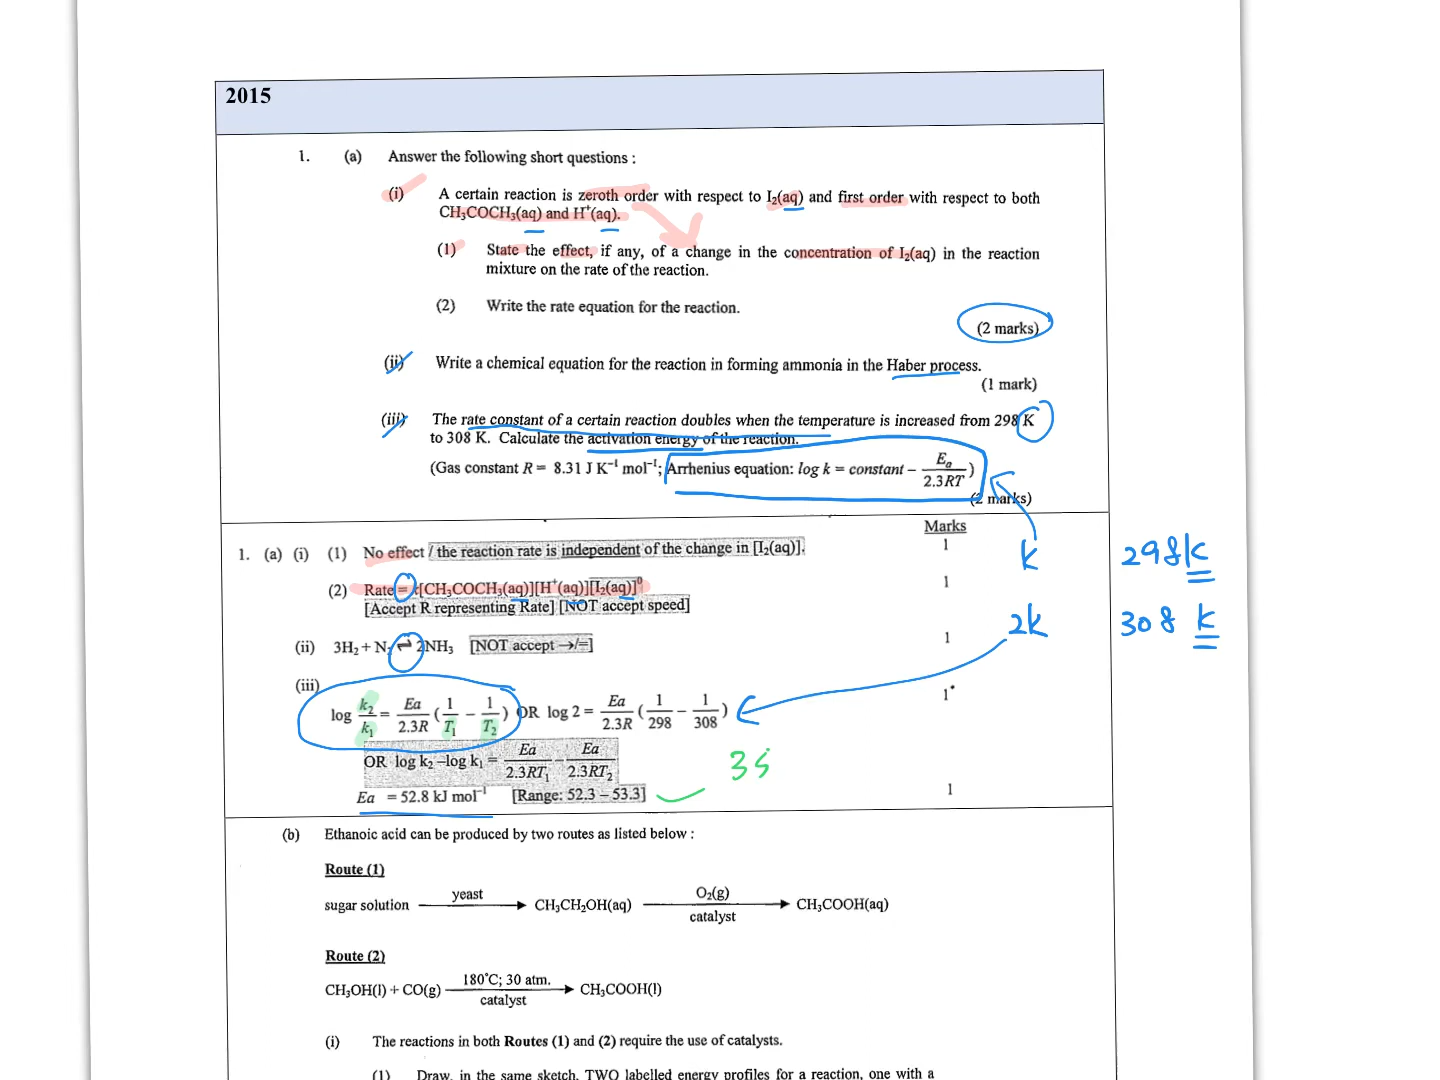 2015
1. (a) Answer the following short questions :
(i) A certain reaction is zeroth order with respect to I₂(aq) and first order with respect to both
CH₃COCH₃(aq) and H⁺(aq).
(1) State the effect, if any, of a change in the concentration of I₂(aq) in the reaction
mixture on the rate of the reaction.
(2) Write the rate equation for the reaction.
(2 marks)
(ii) Write a chemical equation for the reaction in forming ammonia in the Haber process.
(1 mark)
(iii) The rate constant of a certain reaction doubles when the temperature is increased from 298 K
to 308 K. Calculate the activation energy of the reaction.
(Gas constant R = 8.31 J K⁻¹ mol⁻¹; Arrhenius equation: log k = constant − Ea/2.3RT)
(2 marks)
Marks
1. (a) (i) (1) No effect / the reaction rate is independent of the change in [I₂(aq)]. 1
k 298k
(2) Rate = [CH₃COCH₃(aq)][H⁺(aq)][I₂(aq)]⁰ 1
[Accept R representing Rate] [NOT accept speed]
2k 308 k
(ii) 3H₂ + N₂ ⇌ 2NH₃ [NOT accept →/=] 1
(iii) log k₂/k₁ = Ea/2.3R (1/T₁ − 1/T₂) OR log 2 = Ea/2.3R (1/298 − 1/308) 1*
OR log k₂ –log k₁ = Ea/2.3RT₁ − Ea/2.3RT₂
Ea = 52.8 kJ mol⁻¹ [Range: 52.3 – 53.3] 1
(b) Ethanoic acid can be produced by two routes as listed below :
Route (1)
sugar solution yeast → CH₃CH₂OH(aq) O₂(g) catalyst → CH₃COOH(aq)
Route (2)
CH₃OH(l) + CO(g) 180°C; 30 atm. catalyst → CH₃COOH(l)
(i) The reactions in both Routes (1) and (2) require the use of catalysts.
(1) Draw, in the same sketch, TWO labelled energy profiles for a reaction, one with a